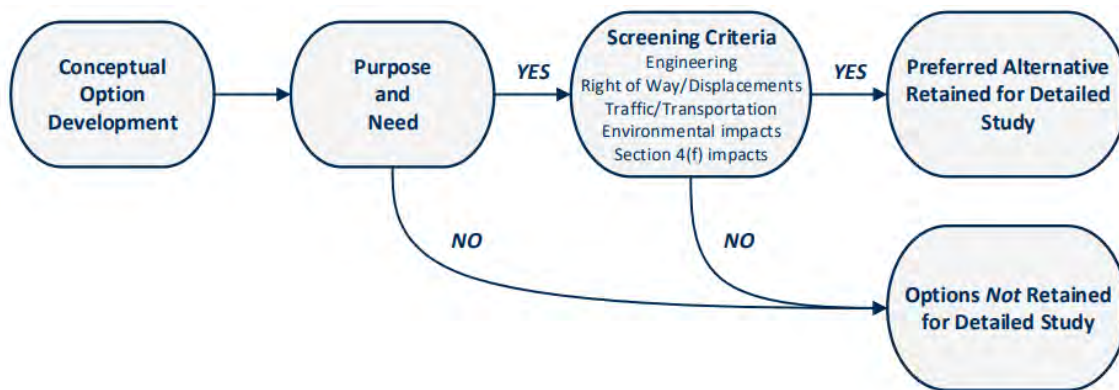 Conceptual
Option
Development
Purpose
and
Need
YES
Screening Criteria
Engineering
Right of Way/Displacements
Traffic/Transportation
Environmental impacts
Section 4(f) impacts
YES
Preferred Alternative
Retained for Detailed
Study
NO
NO
Options Not Retained
for Detailed Study